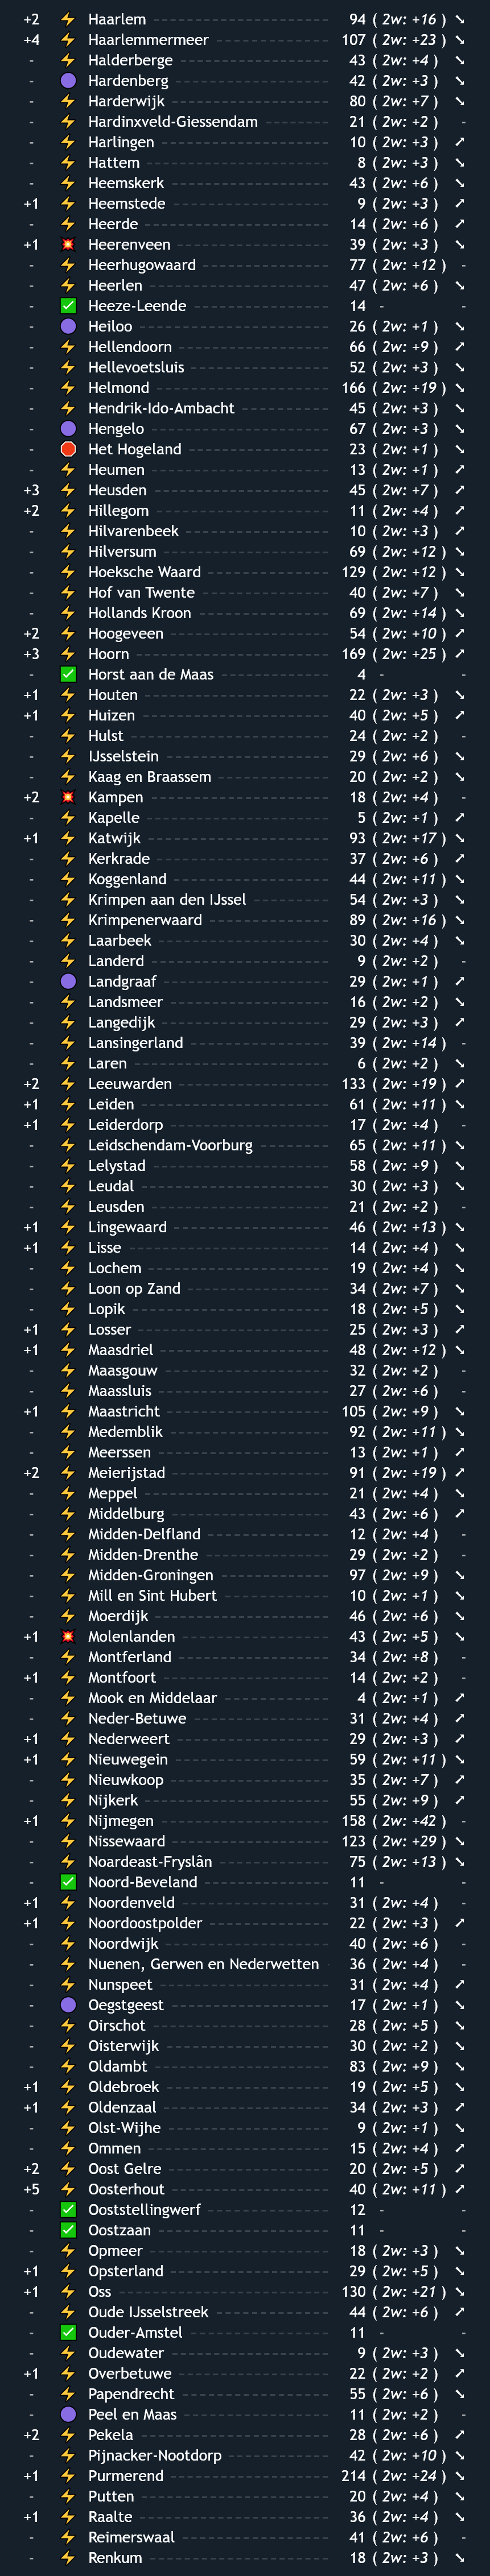 +2 ⚡ Haarlem 94 ( 2w: +16 ) ➘
+4 ⚡ Haarlemmermeer 107 ( 2w: +23 ) ➘
- ⚡ Halderberge 43 ( 2w: +4 ) ➘
- 🟣 Hardenberg 42 ( 2w: +3 ) ➘
- ⚡ Harderwijk 80 ( 2w: +7 ) ➘
- ⚡ Hardinxveld-Giessendam 21 ( 2w: +2 ) -
- ⚡ Harlingen 10 ( 2w: +3 ) ➚
- ⚡ Hattem 8 ( 2w: +3 ) ➘
- ⚡ Heemskerk 43 ( 2w: +6 ) ➘
+1 ⚡ Heemstede 9 ( 2w: +3 ) ➚
- ⚡ Heerde 14 ( 2w: +6 ) ➚
+1 💥 Heerenveen 39 ( 2w: +3 ) ➘
- ⚡ Heerhugowaard 77 ( 2w: +12 ) -
- ⚡ Heerlen 47 ( 2w: +6 ) ➘
- ✅ Heeze-Leende 14 - -
- 🟣 Heiloo 26 ( 2w: +1 ) ➘
- ⚡ Hellendoorn 66 ( 2w: +9 ) ➚
- ⚡ Hellevoetsluis 52 ( 2w: +3 ) ➘
- ⚡ Helmond 166 ( 2w: +19 ) ➘
- ⚡ Hendrik-Ido-Ambacht 45 ( 2w: +3 ) ➘
- 🟣 Hengelo 67 ( 2w: +3 ) ➘
- 🛑 Het Hogeland 23 ( 2w: +1 ) ➘
- ⚡ Heumen 13 ( 2w: +1 ) ➚
+3 ⚡ Heusden 45 ( 2w: +7 ) ➚
+2 ⚡ Hillegom 11 ( 2w: +4 ) ➚
- ⚡ Hilvarenbeek 10 ( 2w: +3 ) ➚
- ⚡ Hilversum 69 ( 2w: +12 ) ➘
- ⚡ Hoeksche Waard 129 ( 2w: +12 ) ➘
- ⚡ Hof van Twente 40 ( 2w: +7 ) ➘
- ⚡ Hollands Kroon 69 ( 2w: +14 ) ➘
+2 ⚡ Hoogeveen 54 ( 2w: +10 ) ➚
+3 ⚡ Hoorn 169 ( 2w: +25 ) ➚
- ✅ Horst aan de Maas 4 - -
+1 ⚡ Houten 22 ( 2w: +3 ) ➘
+1 ⚡ Huizen 40 ( 2w: +5 ) ➚
- ⚡ Hulst 24 ( 2w: +2 ) -
- ⚡ IJsselstein 29 ( 2w: +6 ) ➘
- ⚡ Kaag en Braassem 20 ( 2w: +2 ) ➘
+2 💥 Kampen 18 ( 2w: +4 ) -
- ⚡ Kapelle 5 ( 2w: +1 ) ➚
+1 ⚡ Katwijk 93 ( 2w: +17 ) ➘
- ⚡ Kerkrade 37 ( 2w: +6 ) ➚
- ⚡ Koggenland 44 ( 2w: +11 ) ➘
- ⚡ Krimpen aan den IJssel 54 ( 2w: +3 ) ➘
- ⚡ Krimpenerwaard 89 ( 2w: +16 ) ➘
- ⚡ Laarbeek 30 ( 2w: +4 ) ➘
- ⚡ Landerd 9 ( 2w: +2 ) -
- 🟣 Landgraaf 29 ( 2w: +1 ) ➚
- ⚡ Landsmeer 16 ( 2w: +2 ) ➘
- ⚡ Langedijk 29 ( 2w: +3 ) ➚
- ⚡ Lansingerland 39 ( 2w: +14 ) -
- ⚡ Laren 6 ( 2w: +2 ) ➘
+2 ⚡ Leeuwarden 133 ( 2w: +19 ) ➚
+1 ⚡ Leiden 61 ( 2w: +11 ) ➘
+1 ⚡ Leiderdorp 17 ( 2w: +4 ) -
- ⚡ Leidschendam-Voorburg 65 ( 2w: +11 ) ➘
- ⚡ Lelystad 58 ( 2w: +9 ) ➘
- ⚡ Leudal 30 ( 2w: +3 ) ➘
- ⚡ Leusden 21 ( 2w: +2 ) -
+1 ⚡ Lingewaard 46 ( 2w: +13 ) ➘
+1 ⚡ Lisse 14 ( 2w: +4 ) ➘
- ⚡ Lochem 19 ( 2w: +4 ) ➘
- ⚡ Loon op Zand 34 ( 2w: +7 ) ➘
- ⚡ Lopik 18 ( 2w: +5 ) ➘
+1 ⚡ Losser 25 ( 2w: +3 ) ➚
+1 ⚡ Maasdriel 48 ( 2w: +12 ) ➘
- ⚡ Maasgouw 32 ( 2w: +2 ) -
- ⚡ Maassluis 27 ( 2w: +6 ) -
+1 ⚡ Maastricht 105 ( 2w: +9 ) ➘
- ⚡ Medemblik 92 ( 2w: +11 ) ➘
- ⚡ Meerssen 13 ( 2w: +1 ) ➚
+2 ⚡ Meierijstad 91 ( 2w: +19 ) ➚
- ⚡ Meppel 21 ( 2w: +4 ) ➘
- ⚡ Middelburg 43 ( 2w: +6 ) ➚
- ⚡ Midden-Delfland 12 ( 2w: +4 ) -
- ⚡ Midden-Drenthe 29 ( 2w: +2 ) -
- ⚡ Midden-Groningen 97 ( 2w: +9 ) ➘
- ⚡ Mill en Sint Hubert 10 ( 2w: +1 ) ➘
- ⚡ Moerdijk 46 ( 2w: +6 ) ➘
+1 💥 Molenlanden 43 ( 2w: +5 ) ➘
- ⚡ Montferland 34 ( 2w: +8 ) -
+1 ⚡ Montfoort 14 ( 2w: +2 ) -
- ⚡ Mook en Middelaar 4 ( 2w: +1 ) ➚
- ⚡ Neder-Betuwe 31 ( 2w: +4 ) ➚
+1 ⚡ Nederweert 29 ( 2w: +3 ) ➚
+1 ⚡ Nieuwegein 59 ( 2w: +11 ) ➘
- ⚡ Nieuwkoop 35 ( 2w: +7 ) ➚
- ⚡ Nijkerk 55 ( 2w: +9 ) ➚
+1 ⚡ Nijmegen 158 ( 2w: +42 ) -
- ⚡ Nissewaard 123 ( 2w: +29 ) ➘
- ⚡ Noardeast-Fryslân 75 ( 2w: +13 ) ➘
- ✅ Noord-Beveland 11 - -
+1 ⚡ Noordenveld 31 ( 2w: +4 ) -
+1 ⚡ Noordoostpolder 22 ( 2w: +3 ) ➚
- ⚡ Noordwijk 40 ( 2w: +6 ) -
- ⚡ Nuenen, Gerwen en Nederwetten 36 ( 2w: +4 ) -
- ⚡ Nunspeet 31 ( 2w: +4 ) ➚
- 🟣 Oegstgeest 17 ( 2w: +1 ) ➘
- ⚡ Oirschot 28 ( 2w: +5 ) ➘
- ⚡ Oisterwijk 30 ( 2w: +2 ) ➘
- ⚡ Oldambt 83 ( 2w: +9 ) ➘
+1 ⚡ Oldebroek 19 ( 2w: +5 ) ➘
+1 ⚡ Oldenzaal 34 ( 2w: +3 ) ➚
- ⚡ Olst-Wijhe 9 ( 2w: +1 ) ➘
- ⚡ Ommen 15 ( 2w: +4 ) ➚
+2 ⚡ Oost Gelre 20 ( 2w: +5 ) ➚
+5 ⚡ Oosterhout 40 ( 2w: +11 ) ➚
- ✅ Ooststellingwerf 12 - -
- ✅ Oostzaan 11 - -
- ⚡ Opmeer 18 ( 2w: +3 ) ➘
+1 ⚡ Opsterland 29 ( 2w: +5 ) ➘
+1 ⚡ Oss 130 ( 2w: +21 ) ➘
- ⚡ Oude IJsselstreek 44 ( 2w: +6 ) ➚
- ✅ Ouder-Amstel 11 - -
- ⚡ Oudewater 9 ( 2w: +3 ) ➘
+1 ⚡ Overbetuwe 22 ( 2w: +2 ) ➚
- ⚡ Papendrecht 55 ( 2w: +6 ) ➘
- 🟣 Peel en Maas 11 ( 2w: +2 ) -
+2 ⚡ Pekela 28 ( 2w: +6 ) ➚
- ⚡ Pijnacker-Nootdorp 42 ( 2w: +10 ) ➘
+1 ⚡ Purmerend 214 ( 2w: +24 ) ➘
- ⚡ Putten 20 ( 2w: +4 ) ➘
+1 ⚡ Raalte 36 ( 2w: +4 ) ➘
- ⚡ Reimerswaal 41 ( 2w: +6 ) -
- ⚡ Renkum 18 ( 2w: +3 ) ➘